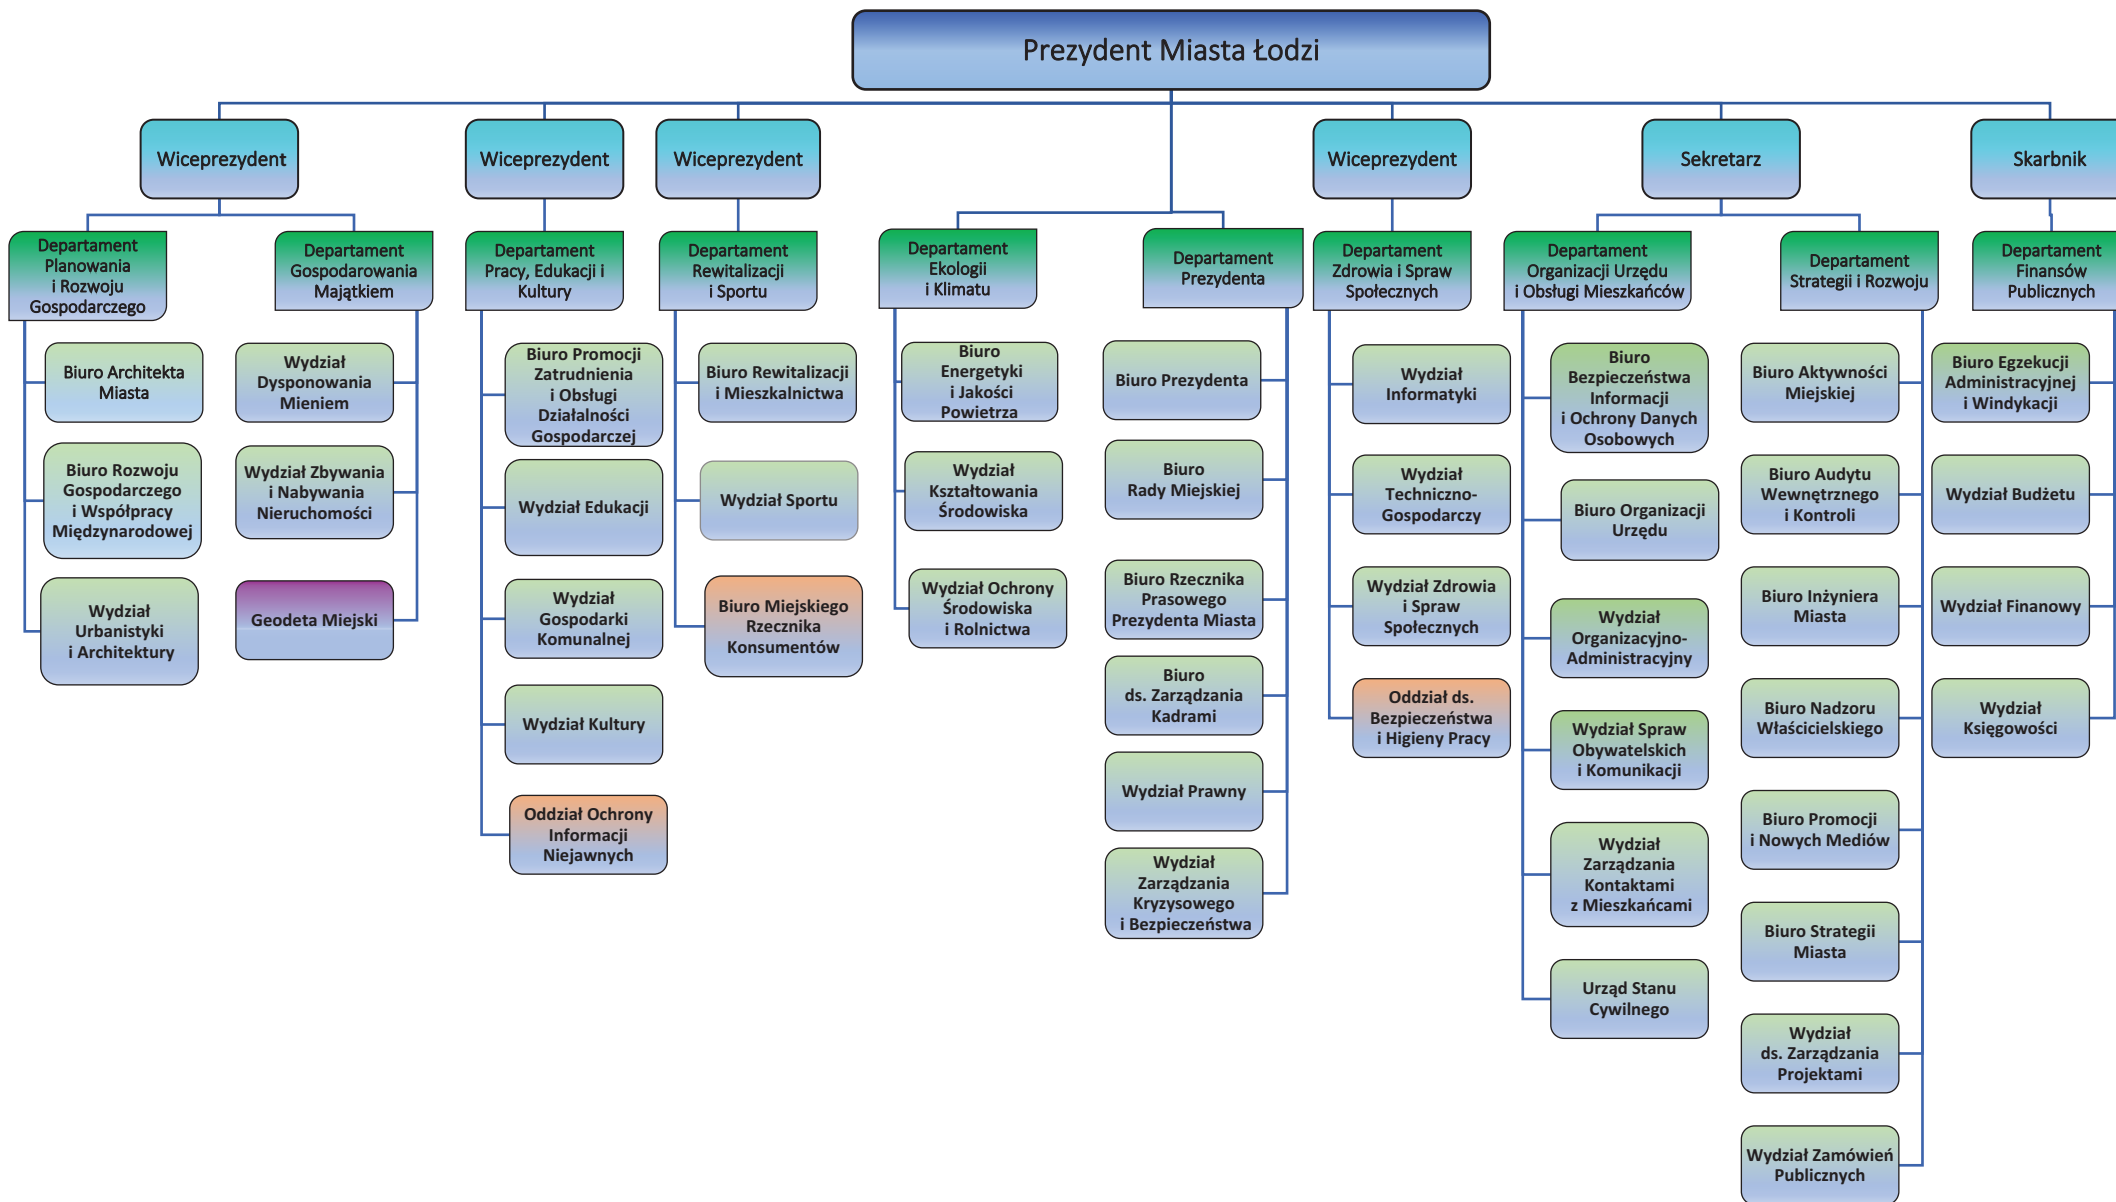 Prezydent Miasta Łodzi
Wiceprezydent
Wiceprezydent
Wiceprezydent
Wiceprezydent
Sekretarz
Skarbnik
Departament
Planowania
i Rozwoju
Gospodarczego
Departament
Gospodarowania
Majątkiem
Departament
Pracy, Edukacji i
Kultury
Departament
Rewitalizacji
i Sportu
Departament
Ekologii
i Klimatu
Departament
Prezydenta
Departament
Zdrowia i Spraw
Społecznych
Departament
Organizacji Urzędu
i Obsługi Mieszkańców
Departament
Strategii i Rozwoju
Departament
Finansów
Publicznych
Biuro Architekta
Miasta
Biuro Rozwoju
Gospodarczego
i Współpracy
Międzynarodowej
Wydział
Urbanistyki
i Architektury
Wydział
Dysponowania
Mieniem
Wydział Zbywania
i Nabywania
Nieruchomości
Geodeta Miejski
Biuro Promocji
Zatrudnienia
i Obsługi
Działalności
Gospodarczej
Wydział Edukacji
Wydział
Gospodarki
Komunalnej
Wydział Kultury
Oddział Ochrony
Informacji
Niejawnych
Biuro Rewitalizacji
i Mieszkalnictwa
Wydział Sportu
Biuro Miejskiego
Rzecznika
Konsumentów
Biuro
Energetyki
i Jakości
Powietrza
Wydział
Kształtowania
Środowiska
Wydział Ochrony
Środowiska
i Rolnictwa
Biuro Prezydenta
Biuro
Rady Miejskiej
Biuro Rzecznika
Prasowego
Prezydenta Miasta
Biuro
ds. Zarządzania
Kadrami
Wydział Prawny
Wydział
Zarządzania
Kryzysowego
i Bezpieczeństwa
Wydział
Informatyki
Wydział
Techniczno-
Gospodarczy
Wydział Zdrowia
i Spraw
Społecznych
Oddział ds.
Bezpieczeństwa
i Higieny Pracy
Biuro
Bezpieczeństwa
Informacji
i Ochrony Danych
Osobowych
Biuro Organizacji
Urzędu
Wydział
Organizacyjno-
Administracyjny
Wydział Spraw
Obywatelskich
i Komunikacji
Wydział
Zarządzania
Kontaktami
z Mieszkańcami
Urząd Stanu
Cywilnego
Biuro Aktywności
Miejskiej
Biuro Audytu
Wewnętrznego
i Kontroli
Biuro Inżyniera
Miasta
Biuro Nadzoru
Właścicielskiego
Biuro Promocji
i Nowych Mediów
Biuro Strategii
Miasta
Wydział
ds. Zarządzania
Projektami
Wydział Zamówień
Publicznych
Biuro Egzekucji
Administracyjnej
i Windykacji
Wydział Budżetu
Wydział Finansowy
Wydział
Księgowości